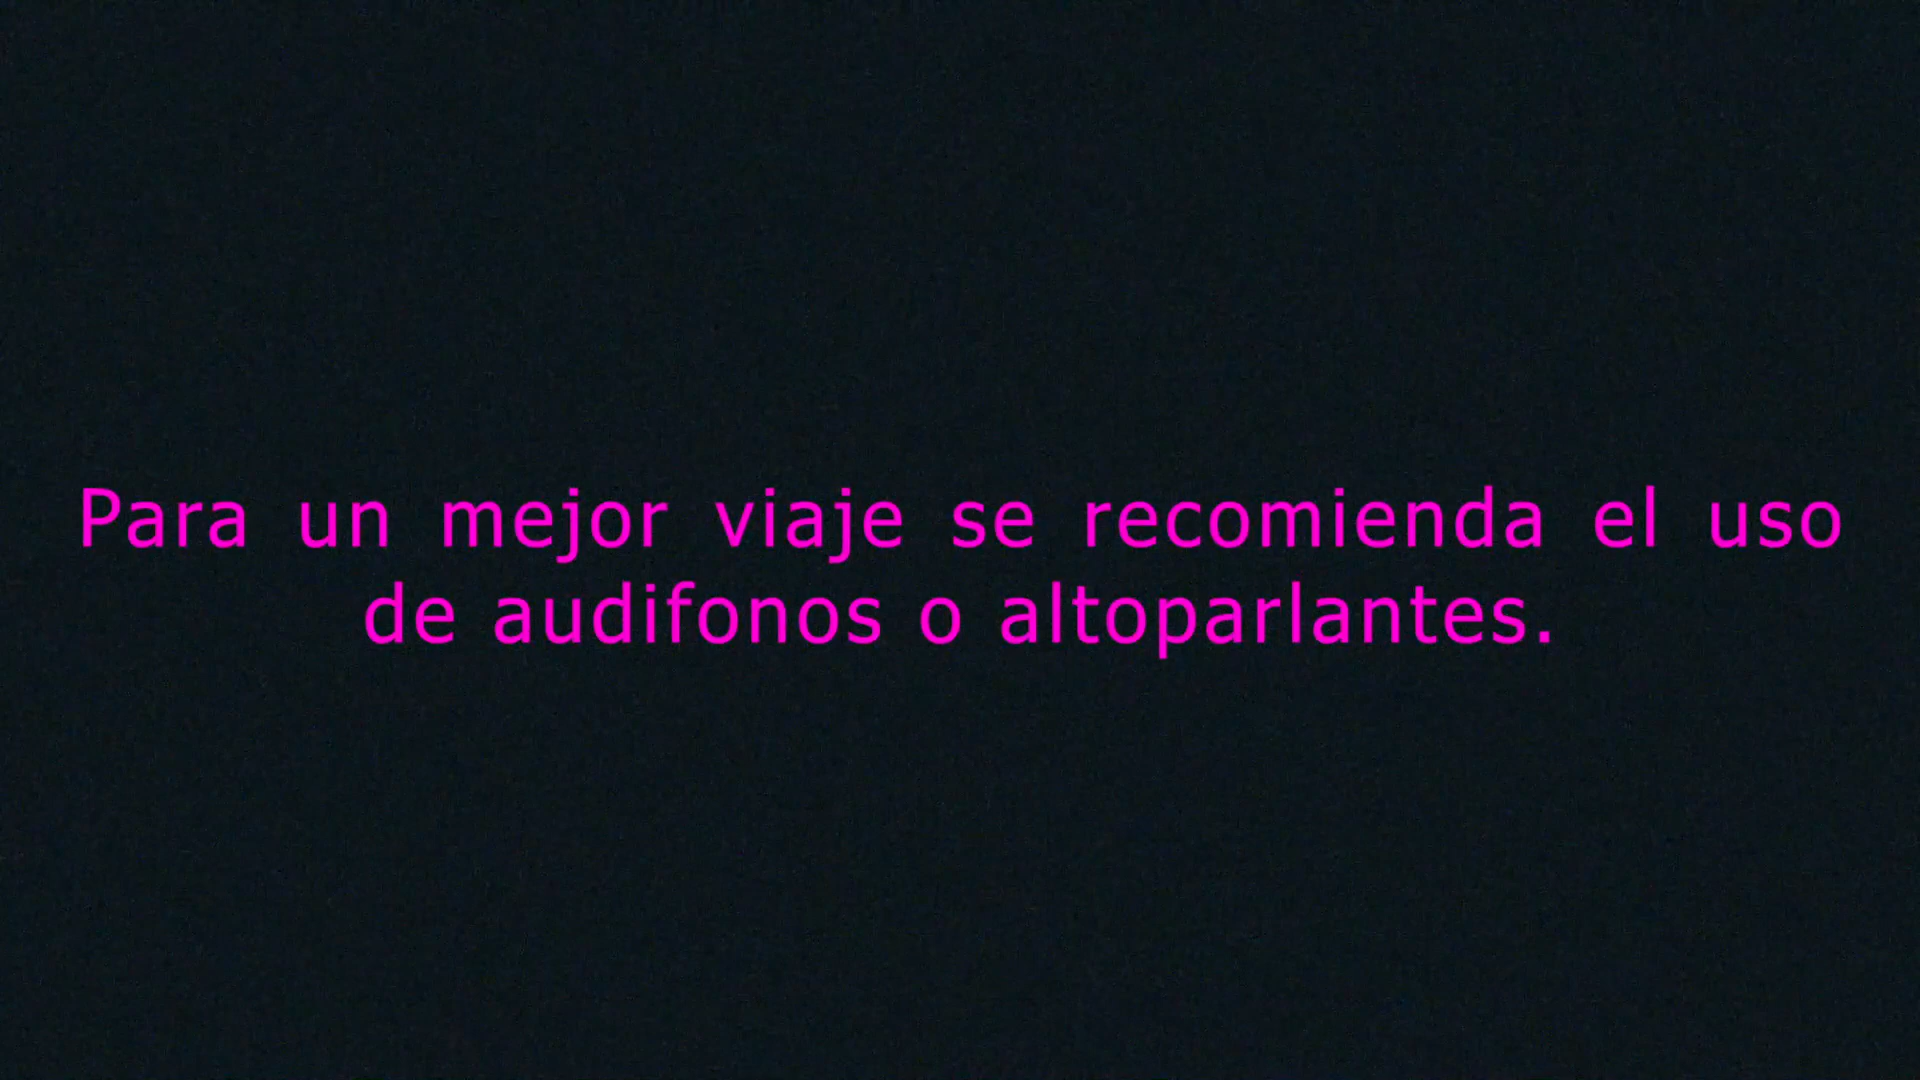 Para un mejor viaje se recomienda el uso
de audifonos o altoparlantes.